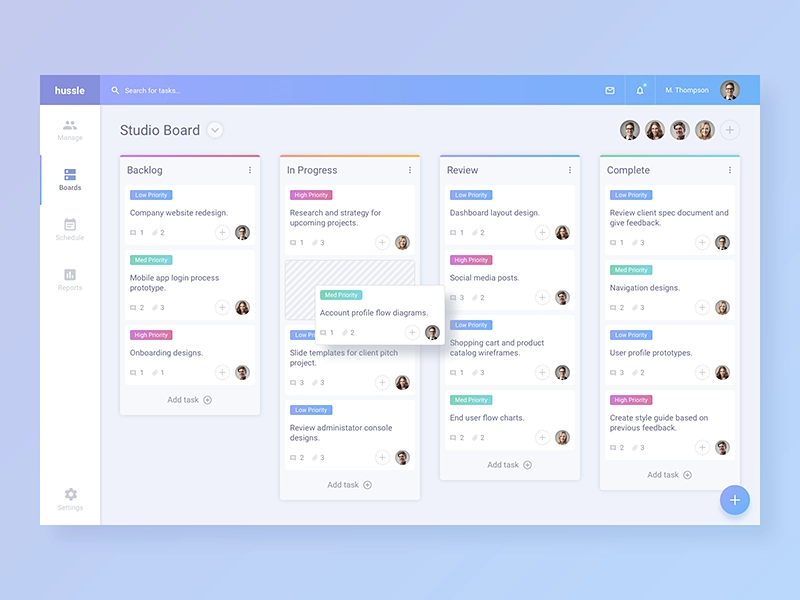 hussle
Search for tasks...
M. Thompson
Manage
Boards
Schedule
Reports
Settings
Studio Board
Backlog
Low Priority
Company website redesign.
1 2
Med Priority
Mobile app login process
prototype.
2 3
High Priority
Onboarding designs.
1 1
Add task
In Progress
High Priority
Research and strategy for
upcoming projects.
1 3
Med Priority
Account profile flow diagrams.
1 2
Slide templates for client pitch
project.
3 3
Low Priority
Review administator console
designs.
2 3
Add task
Review
Low Priority
Dashboard layout design.
1 2
High Priority
Social media posts.
3 2
Low Priority
Shopping cart and product
catalog wireframes.
1 3
Med Priority
End user flow charts.
2 2
Add task
Complete
Low Priority
Review client spec document and
give feedback.
1 3
Med Priority
Navigation designs.
2 3
Low Priority
User profile prototypes.
3 2
High Priority
Create style guide based on
previous feedback.
2 3
Add task